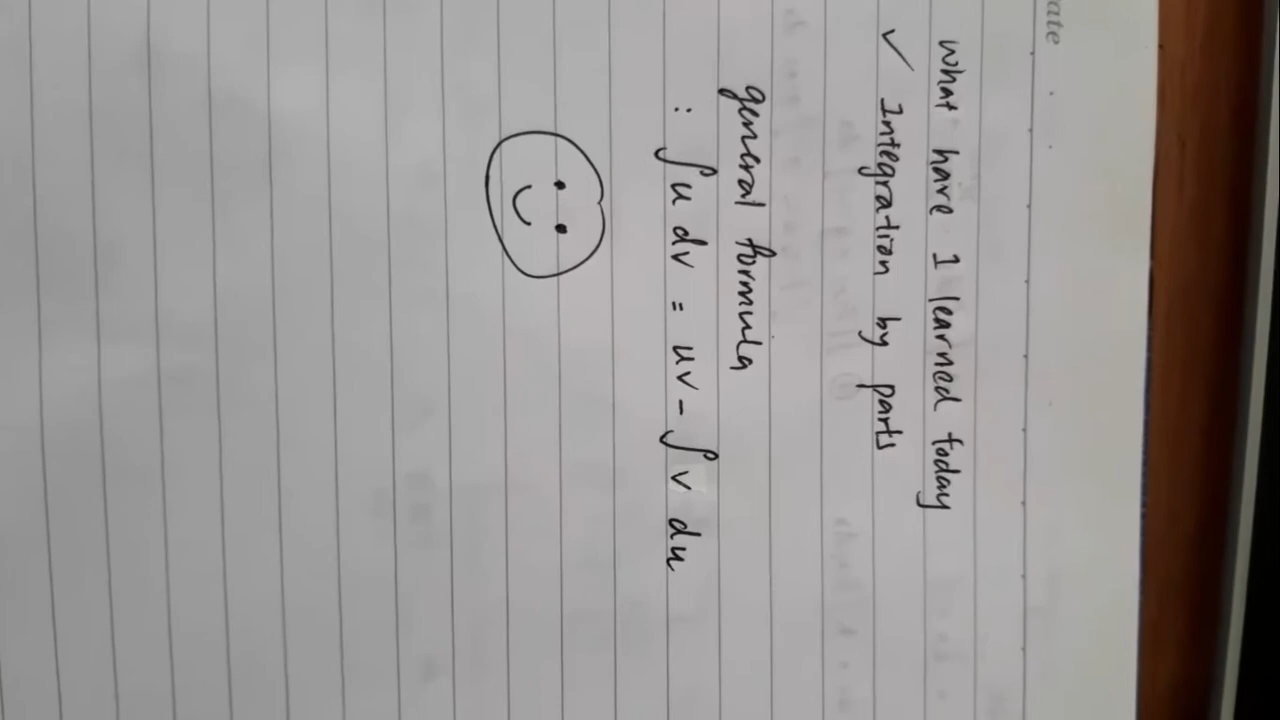 ate
what have I learned today
✓ Integration by parts
general formula
: ∫u dv = uv - ∫v du